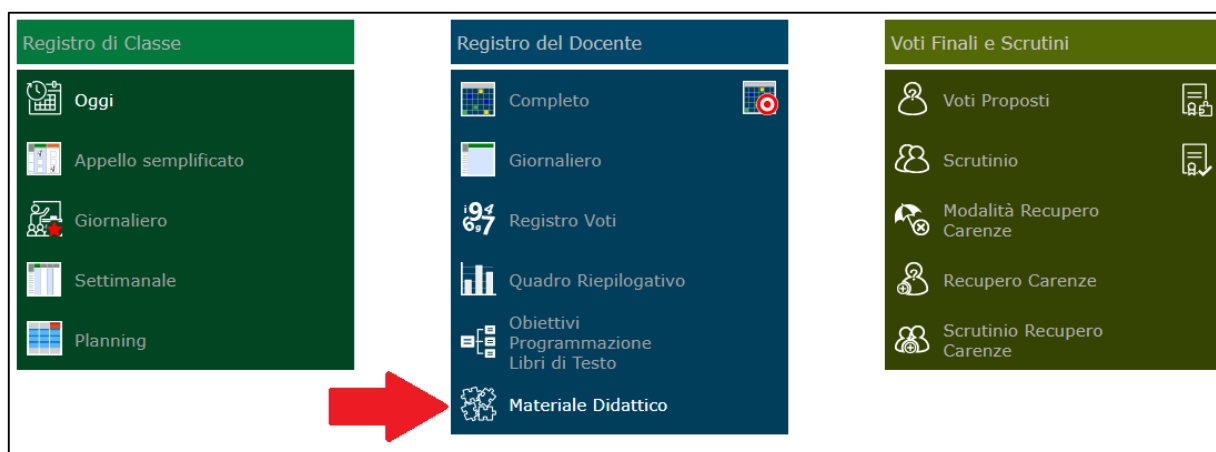 Registro di Classe
Oggi
Appello semplificato
Giornaliero
Settimanale
Planning
Registro del Docente
Completo
Giornaliero
Registro Voti
Quadro Riepilogativo
Obiettivi
Programmazione
Libri di Testo
Materiale Didattico
Voti Finali e Scrutini
Voti Proposti
Scrutinio
Modalità Recupero
Carenze
Recupero Carenze
Scrutinio Recupero
Carenze